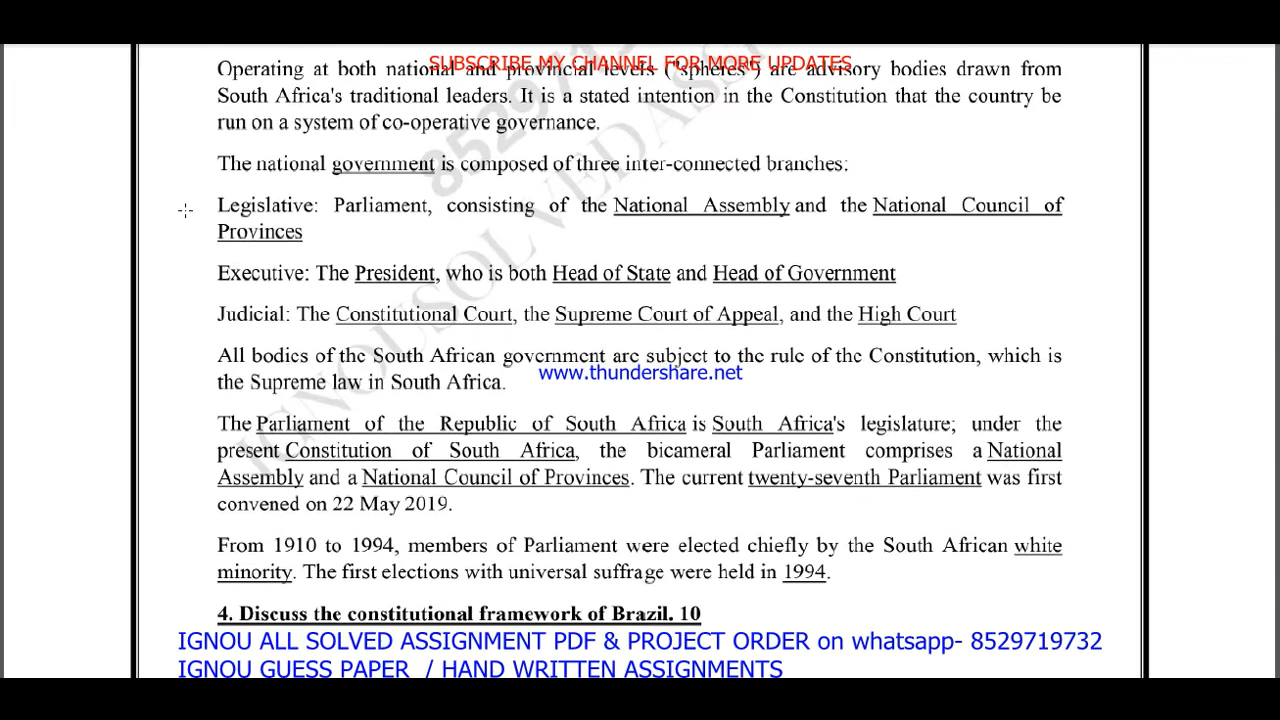 SUBSCRIBE MY CHANNEL FOR MORE UPDATES
Operating at both national and provincial levels ("spheres") are advisory bodies drawn from
South Africa's traditional leaders. It is a stated intention in the Constitution that the country be
run on a system of co-operative governance.
The national government is composed of three inter-connected branches:
Legislative: Parliament, consisting of the National Assembly and the National Council of
Provinces
Executive: The President, who is both Head of State and Head of Government
Judicial: The Constitutional Court, the Supreme Court of Appeal, and the High Court
All bodies of the South African government are subject to the rule of the Constitution, which is
www.thundershare.net
the Supreme law in South Africa.
The Parliament of the Republic of South Africa is South Africa's legislature; under the
present Constitution of South Africa, the bicameral Parliament comprises a National
Assembly and a National Council of Provinces. The current twenty-seventh Parliament was first
convened on 22 May 2019.
From 1910 to 1994, members of Parliament were elected chiefly by the South African white
minority. The first elections with universal suffrage were held in 1994.
4. Discuss the constitutional framework of Brazil. 10
IGNOU ALL SOLVED ASSIGNMENT PDF & PROJECT ORDER on whatsapp- 8529719732
IGNOU GUESS PAPER / HAND WRITTEN ASSIGNMENTS